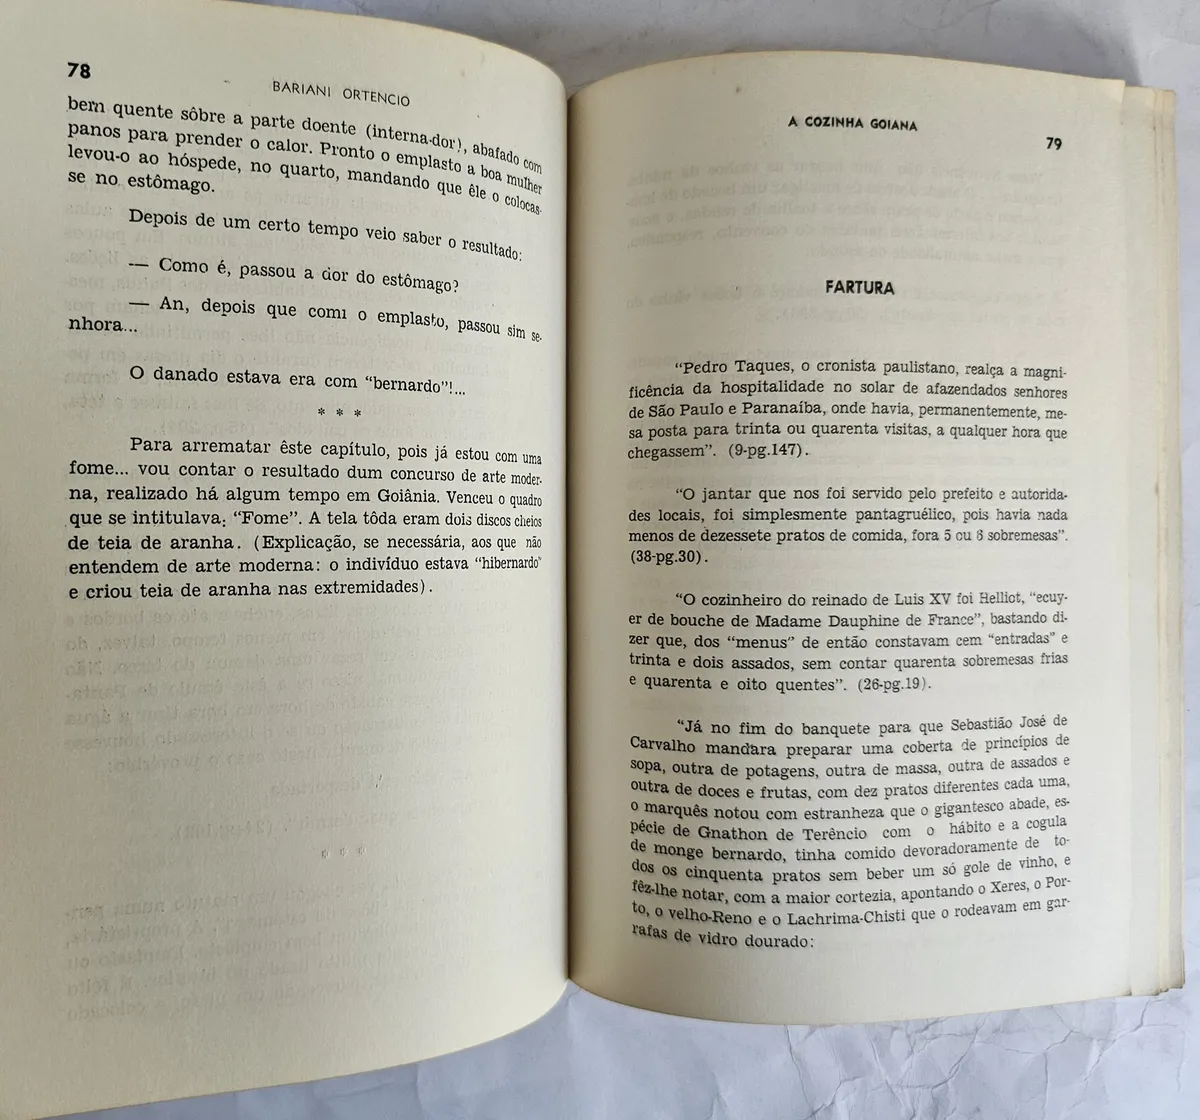 78
BARIANI ORTENCIO
bem quente sôbre a parte doente (interna-dor), abafado com
panos para prender o calor. Pronto o emplasto a boa mulher
levou-o ao hóspede, no quarto, mandando que êle o colocas-
se no estômago.
Depois de um certo tempo veio saber o resultado:
— Como é, passou a dor do estômago?
— An, depois que comi o emplasto, passou sim se-
nhora...
O danado estava era com "bernardo"!...
* * *
Para arrematar êste capítulo, pois já estou com uma
fome... vou contar o resultado dum concurso de arte moder-
na, realizado há algum tempo em Goiânia. Venceu o quadro
que se intitulava: "Fome". A tela tôda eram dois discos cheios
de teia de aranha. (Explicação, se necessária, aos que não
entendem de arte moderna: o indivíduo estava "hibernardo"
e criou teia de aranha nas extremidades).
A COZINHA GOIANA
79
FARTURA
"Pedro Taques, o cronista paulistano, realça a magni-
ficência da hospitalidade no solar de afazendados senhores
de São Paulo e Paranaíba, onde havia, permanentemente, me-
sa posta para trinta ou quarenta visitas, a qualquer hora que
chegassem". (9-pg.147).
"O jantar que nos foi servido pelo prefeito e autorida-
des locais, foi simplesmente pantagruélico, pois havia nada
menos de dezessete pratos de comida, fora 5 ou 6 sobremesas".
(38-pg.30).
"O cozinheiro do reinado de Luis XV foi Helliot, "ecuy-
er de bouche de Madame Dauphine de France", bastando di-
zer que, dos "menus" de então constavam cem "entradas" e
trinta e dois assados, sem contar quarenta sobremesas frias
e quarenta e oito quentes". (26-pg.19).
"Já no fim do banquete para que Sebastião José de
Carvalho mandara preparar uma coberta de princípios de
sopa, outra de potagens, outra de massa, outra de assados e
outra de doces e frutas, com dez pratos diferentes cada uma,
o marquês notou com estranheza que o gigantesco abade, es-
pécie de Gnathon de Terêncio com o hábito e a cogula
de monge bernardo, tinha comido devoradoramente de to-
dos os cinquenta pratos sem beber um só gole de vinho, e
fêz-lhe notar, com a maior cortezia, apontando o Xeres, o Por-
to, o velho-Reno e o Lachrima-Chisti que o rodeavam em gar-
rafas de vidro dourado: